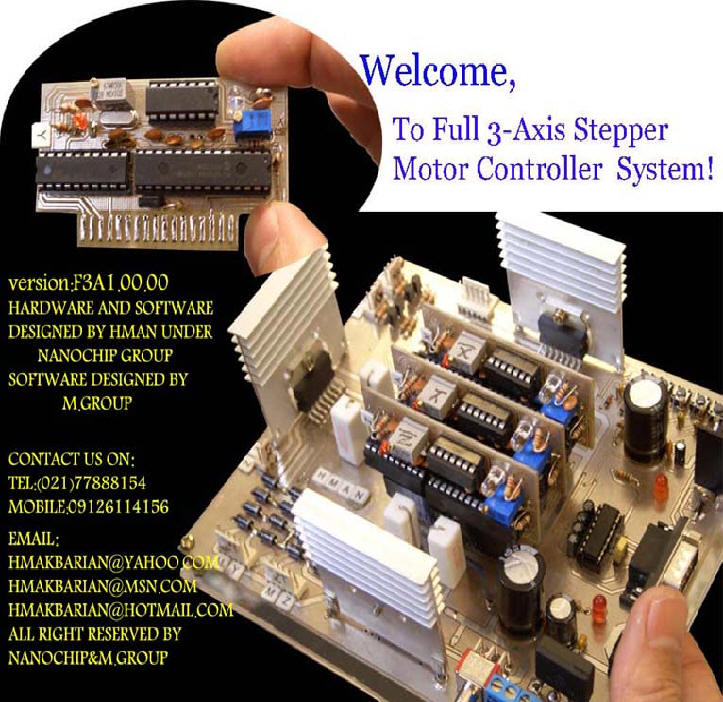 Welcome,
To Full 3-Axis Stepper
Motor Controller System!
version:F3A1.00.00
HARDWARE AND SOFTWARE
DESIGNED BY HMAN UNDER
NANOCHIP GROUP
SOFTWARE DESIGNED BY
M.GROUP
CONTACT US ON:
TEL:(021)77888154
MOBILE:09126114156
EMAIL:
HMAKBARIAN@YAHOO.COM
HMAKBARIAN@MSN.COM
HMAKBARIAN@HOTMAIL.COM
ALL RIGHT RESERVED BY
NANOCHIP&M.GROUP
Y
X
Z
HMAN
M Z